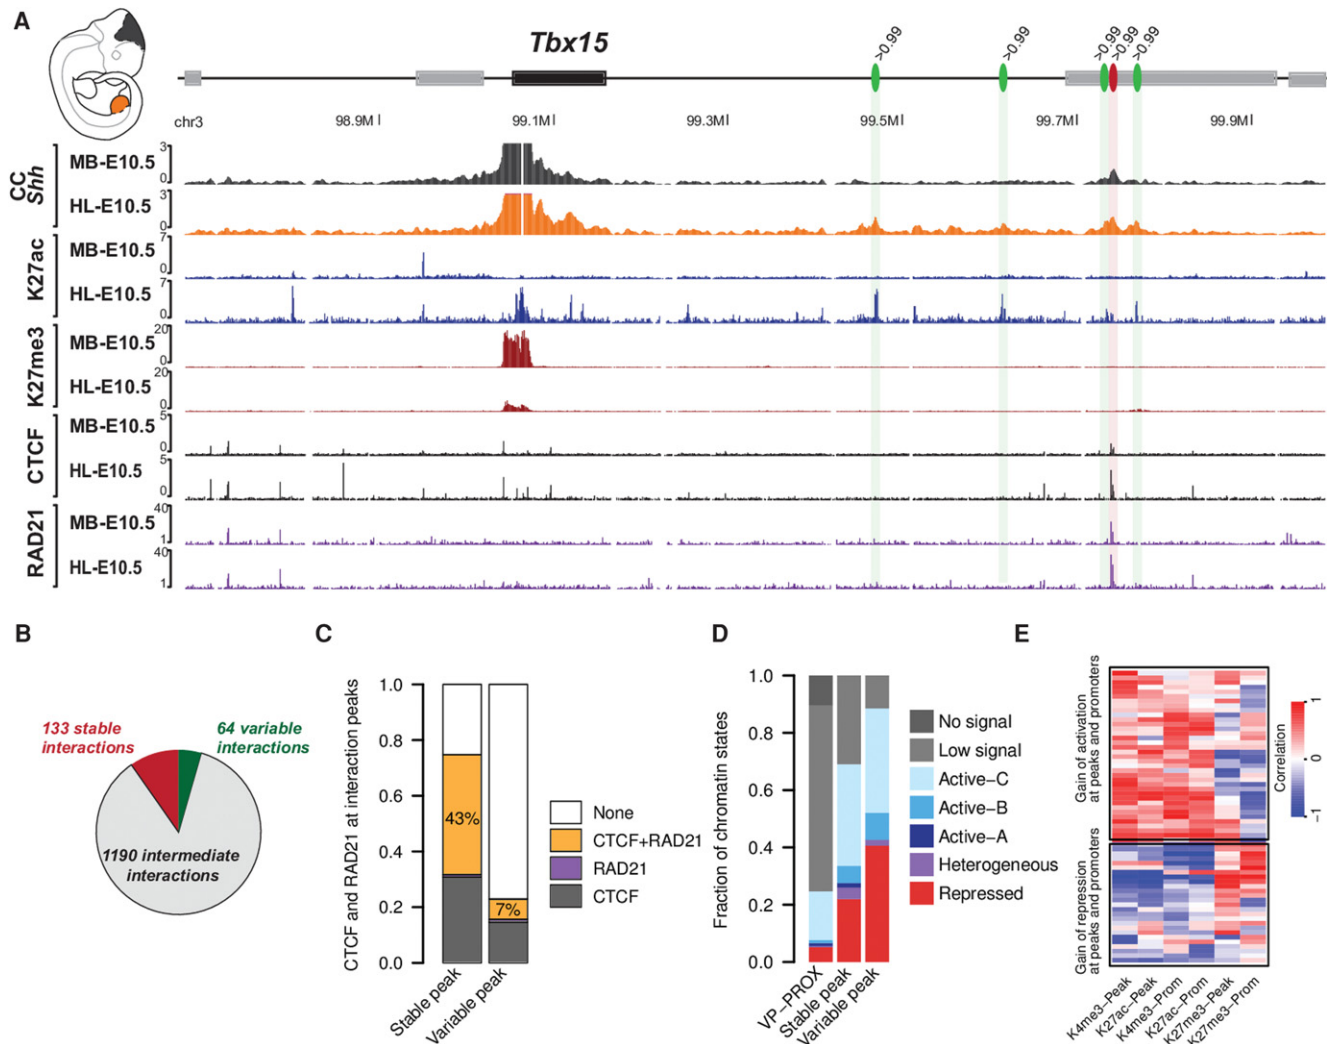 A
Tbx15
>0.99
>0.99
>0.99
>0.99
>0.99
chr3
98.9M
99.1M
99.3M
99.5M
99.7M
99.9M
CC
Shh
MB-E10.5
3
0
HL-E10.5
3
0
K27ac
MB-E10.5
7
0
HL-E10.5
7
0
K27me3
MB-E10.5
20
0
HL-E10.5
20
0
CTCF
MB-E10.5
5
0
HL-E10.5
5
0
RAD21
MB-E10.5
40
1
HL-E10.5
40
1
B
133 stable
interactions
64 variable
interactions
1190 intermediate
interactions
C
CTCF and RAD21 at interaction peaks
1.0
0.8
0.6
0.4
0.2
0.0
43%
7%
Stable peak
Variable peak
None
CTCF+RAD21
RAD21
CTCF
D
Fraction of chromatin states
1.0
0.8
0.6
0.4
0.2
0.0
VP-PROX
Stable peak
Variable peak
No signal
Low signal
Active-C
Active-B
Active-A
Heterogeneous
Repressed
E
Gain of activation
at peaks and promoters
Gain of repression
at peaks and promoters
K4me3-Peak
K27ac-Peak
K4me3-Prom
K27ac-Prom
K27me3-Peak
K27me3-Prom
1
0
-1
Correlation